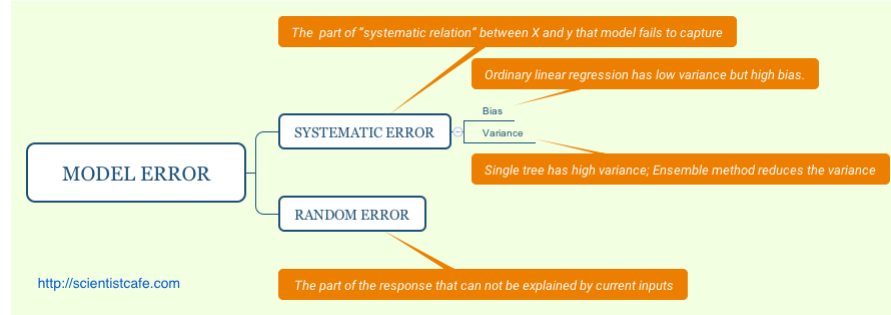 The part of "systematic relation" between X and y that model fails to capture
Ordinary linear regression has low variance but high bias.
Bias
SYSTEMATIC ERROR
Variance
MODEL ERROR
Single tree has high variance; Ensemble method reduces the variance
RANDOM ERROR
The part of the response that can not be explained by current inputs
http://scientistcafe.com